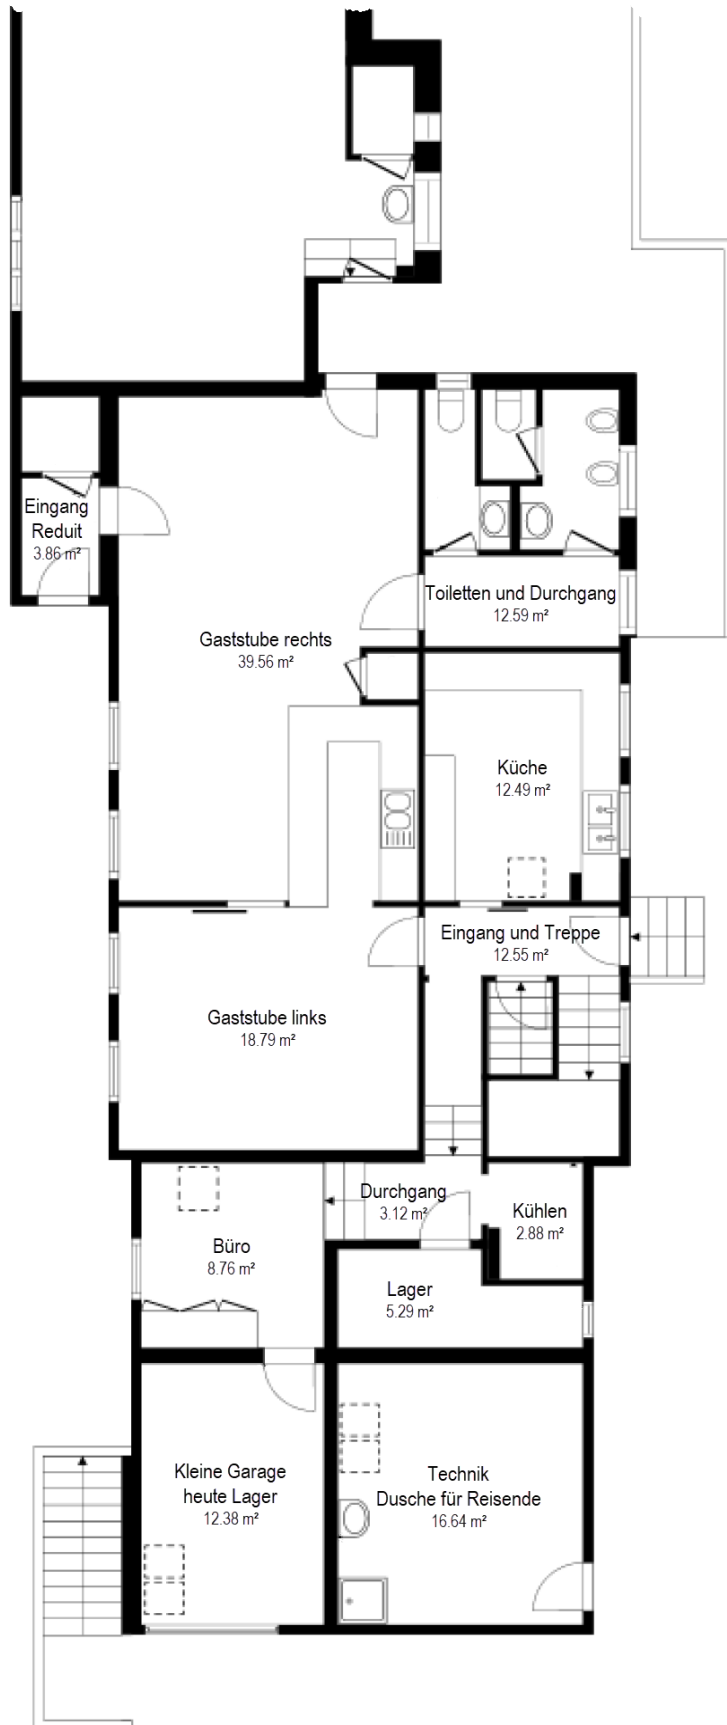 Eingang
Reduit
3.86 m²
Toiletten und Durchgang
12.59 m²
Gaststube rechts
39.56 m²
Küche
12.49 m²
Eingang und Treppe
12.55 m²
Gaststube links
18.79 m²
Durchgang
3.12 m²
Kühlen
2.88 m²
Büro
8.76 m²
Lager
5.29 m²
Kleine Garage
heute Lager
12.38 m²
Technik
Dusche für Reisende
16.64 m²